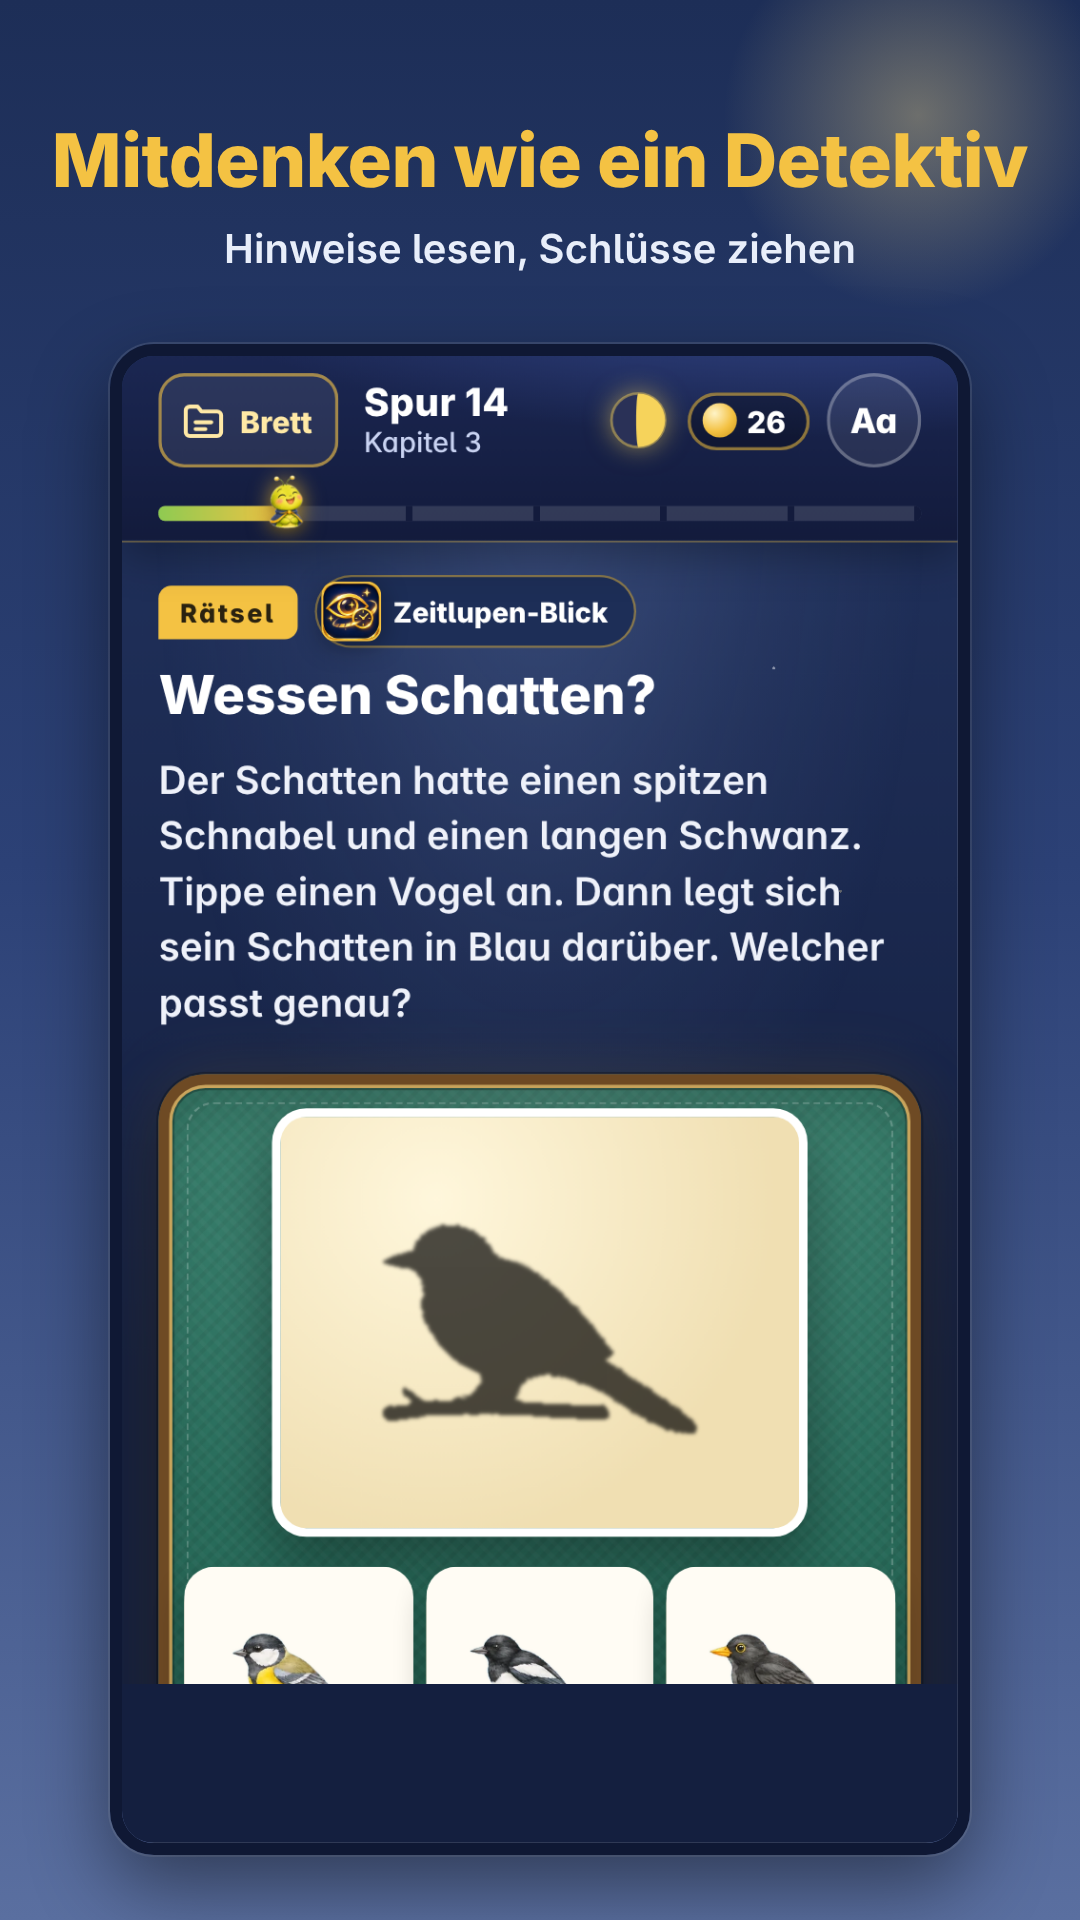 Mitdenken wie ein Detektiv
Hinweise lesen, Schlüsse ziehen
Brett
Spur 14
Kapitel 3
26
Aa
Rätsel
Zeitlupen-Blick
Wessen Schatten?
Der Schatten hatte einen spitzen
Schnabel und einen langen Schwanz.
Tippe einen Vogel an. Dann legt sich
sein Schatten in Blau darüber. Welcher
passt genau?